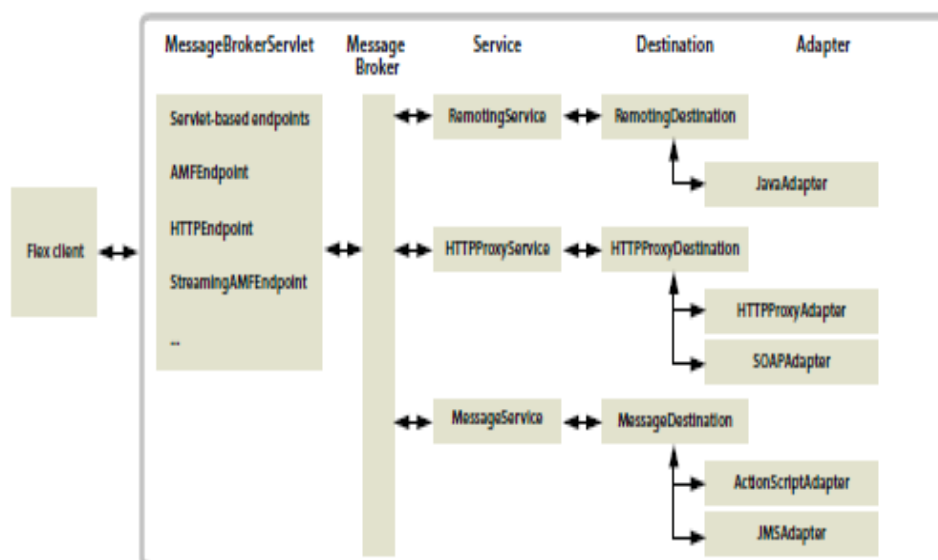 MessageBrokerServlet
Message
Broker
Service
Destination
Adapter
Servlet-based endpoints
AMFEndpoint
HTTPEndpoint
StreamingAMFEndpoint
...
Flex client
RemotingService
RemotingDestination
JavaAdapter
HTTPProxyService
HTTPProxyDestination
HTTPProxyAdapter
SOAPAdapter
MessageService
MessageDestination
ActionScriptAdapter
JMSAdapter